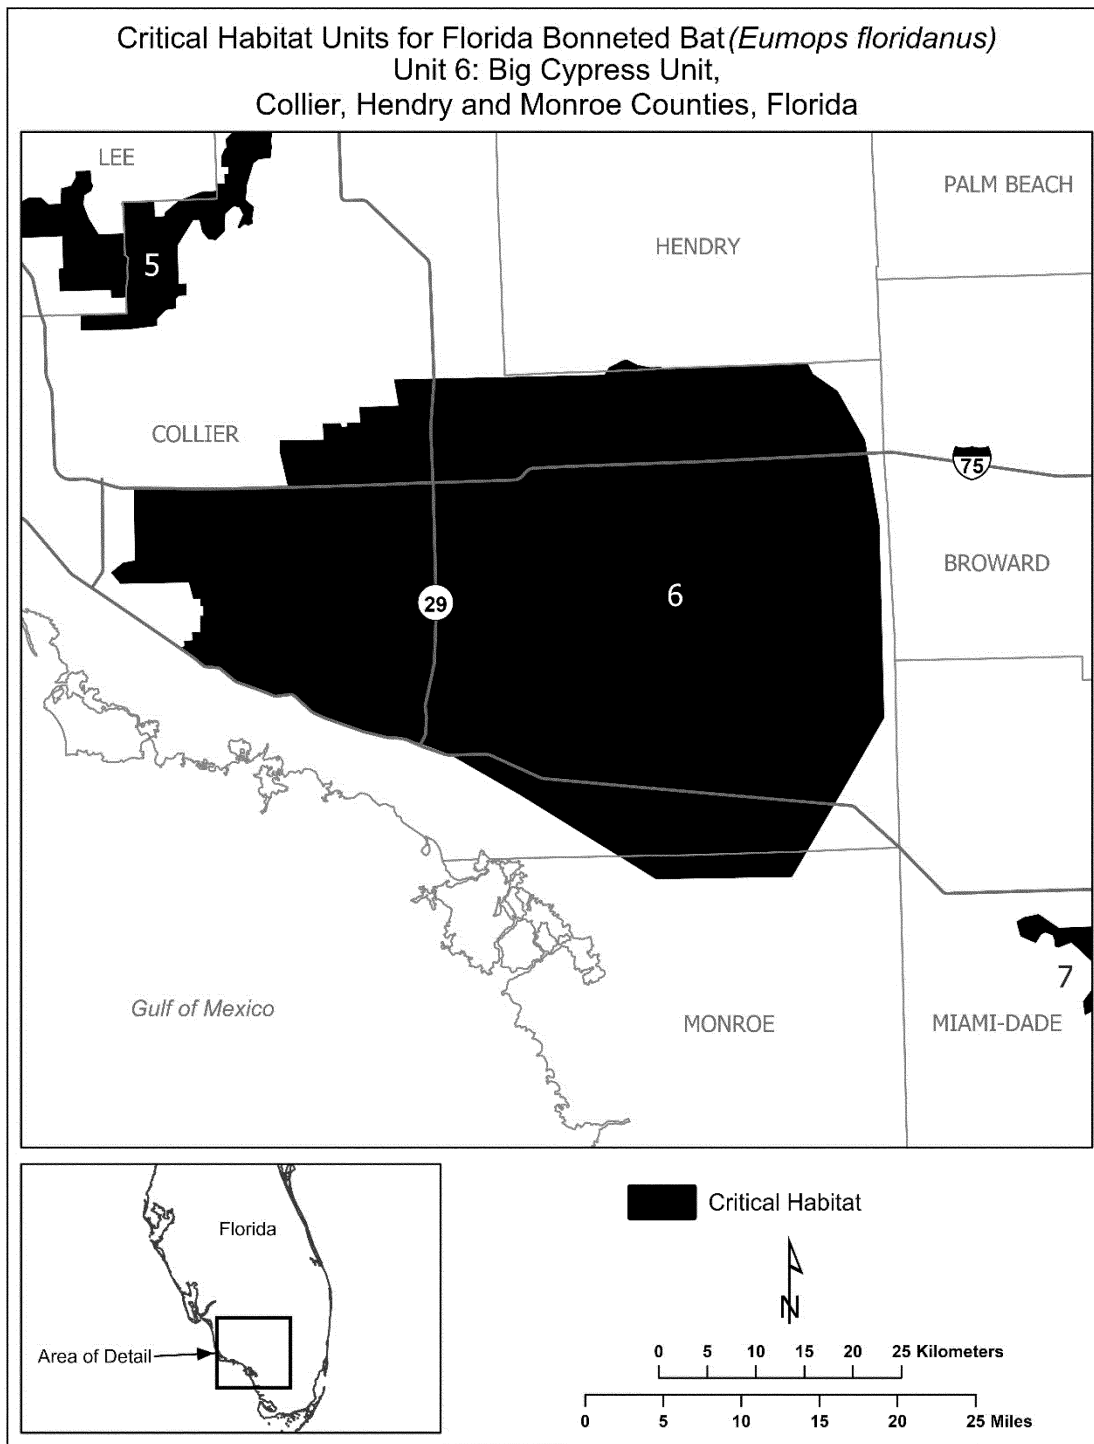 Critical Habitat Units for Florida Bonneted Bat (Eumops floridanus)
Unit 6: Big Cypress Unit,
Collier, Hendry and Monroe Counties, Florida
LEE
PALM BEACH
HENDRY
5
COLLIER
75
BROWARD
6
29
7
Gulf of Mexico
MONROE
MIAMI-DADE
Florida
Area of Detail
Critical Habitat
N
0 5 10 15 20 25 Kilometers
0 5 10 15 20 25 Miles